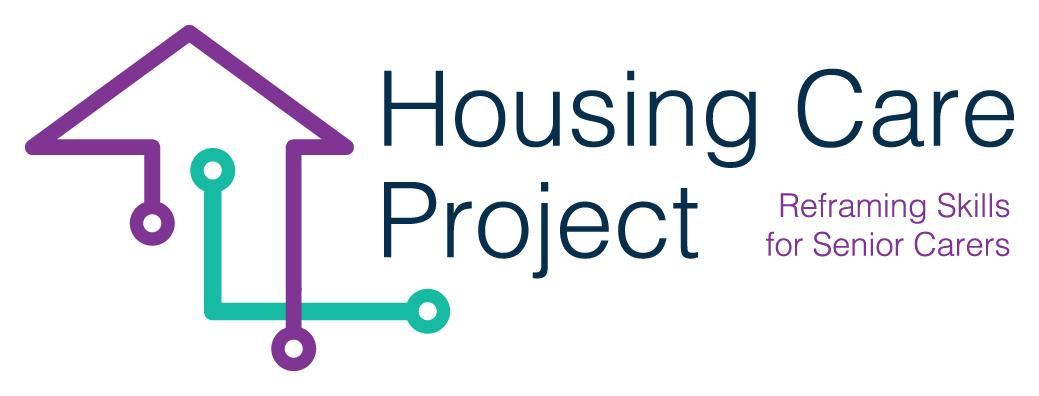 Housing Care
Project
Reframing Skills
for Senior Carers